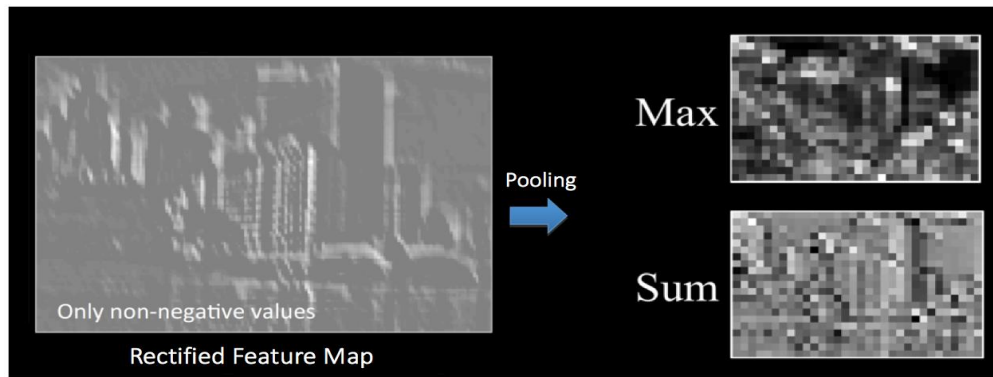 Only non-negative values
Rectified Feature Map
Pooling
Max
Sum